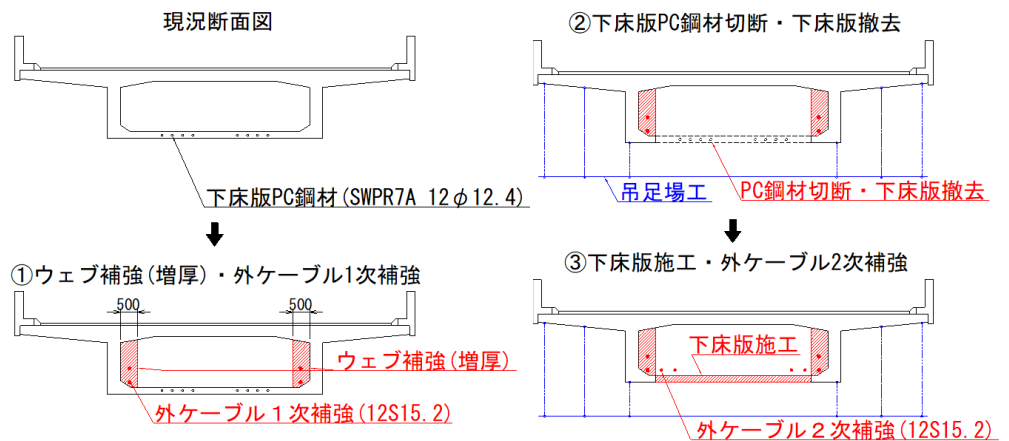 現況断面図
下床版PC鋼材(SWPR7A 12φ12.4)
①ウェブ補強(増厚)・外ケーブル1次補強
500
500
ウェブ補強(増厚)
外ケーブル１次補強(12S15.2)
②下床版PC鋼材切断・下床版撤去
吊足場工
PC鋼材切断・下床版撤去
③下床版施工・外ケーブル2次補強
下床版施工
外ケーブル２次補強(12S15.2)